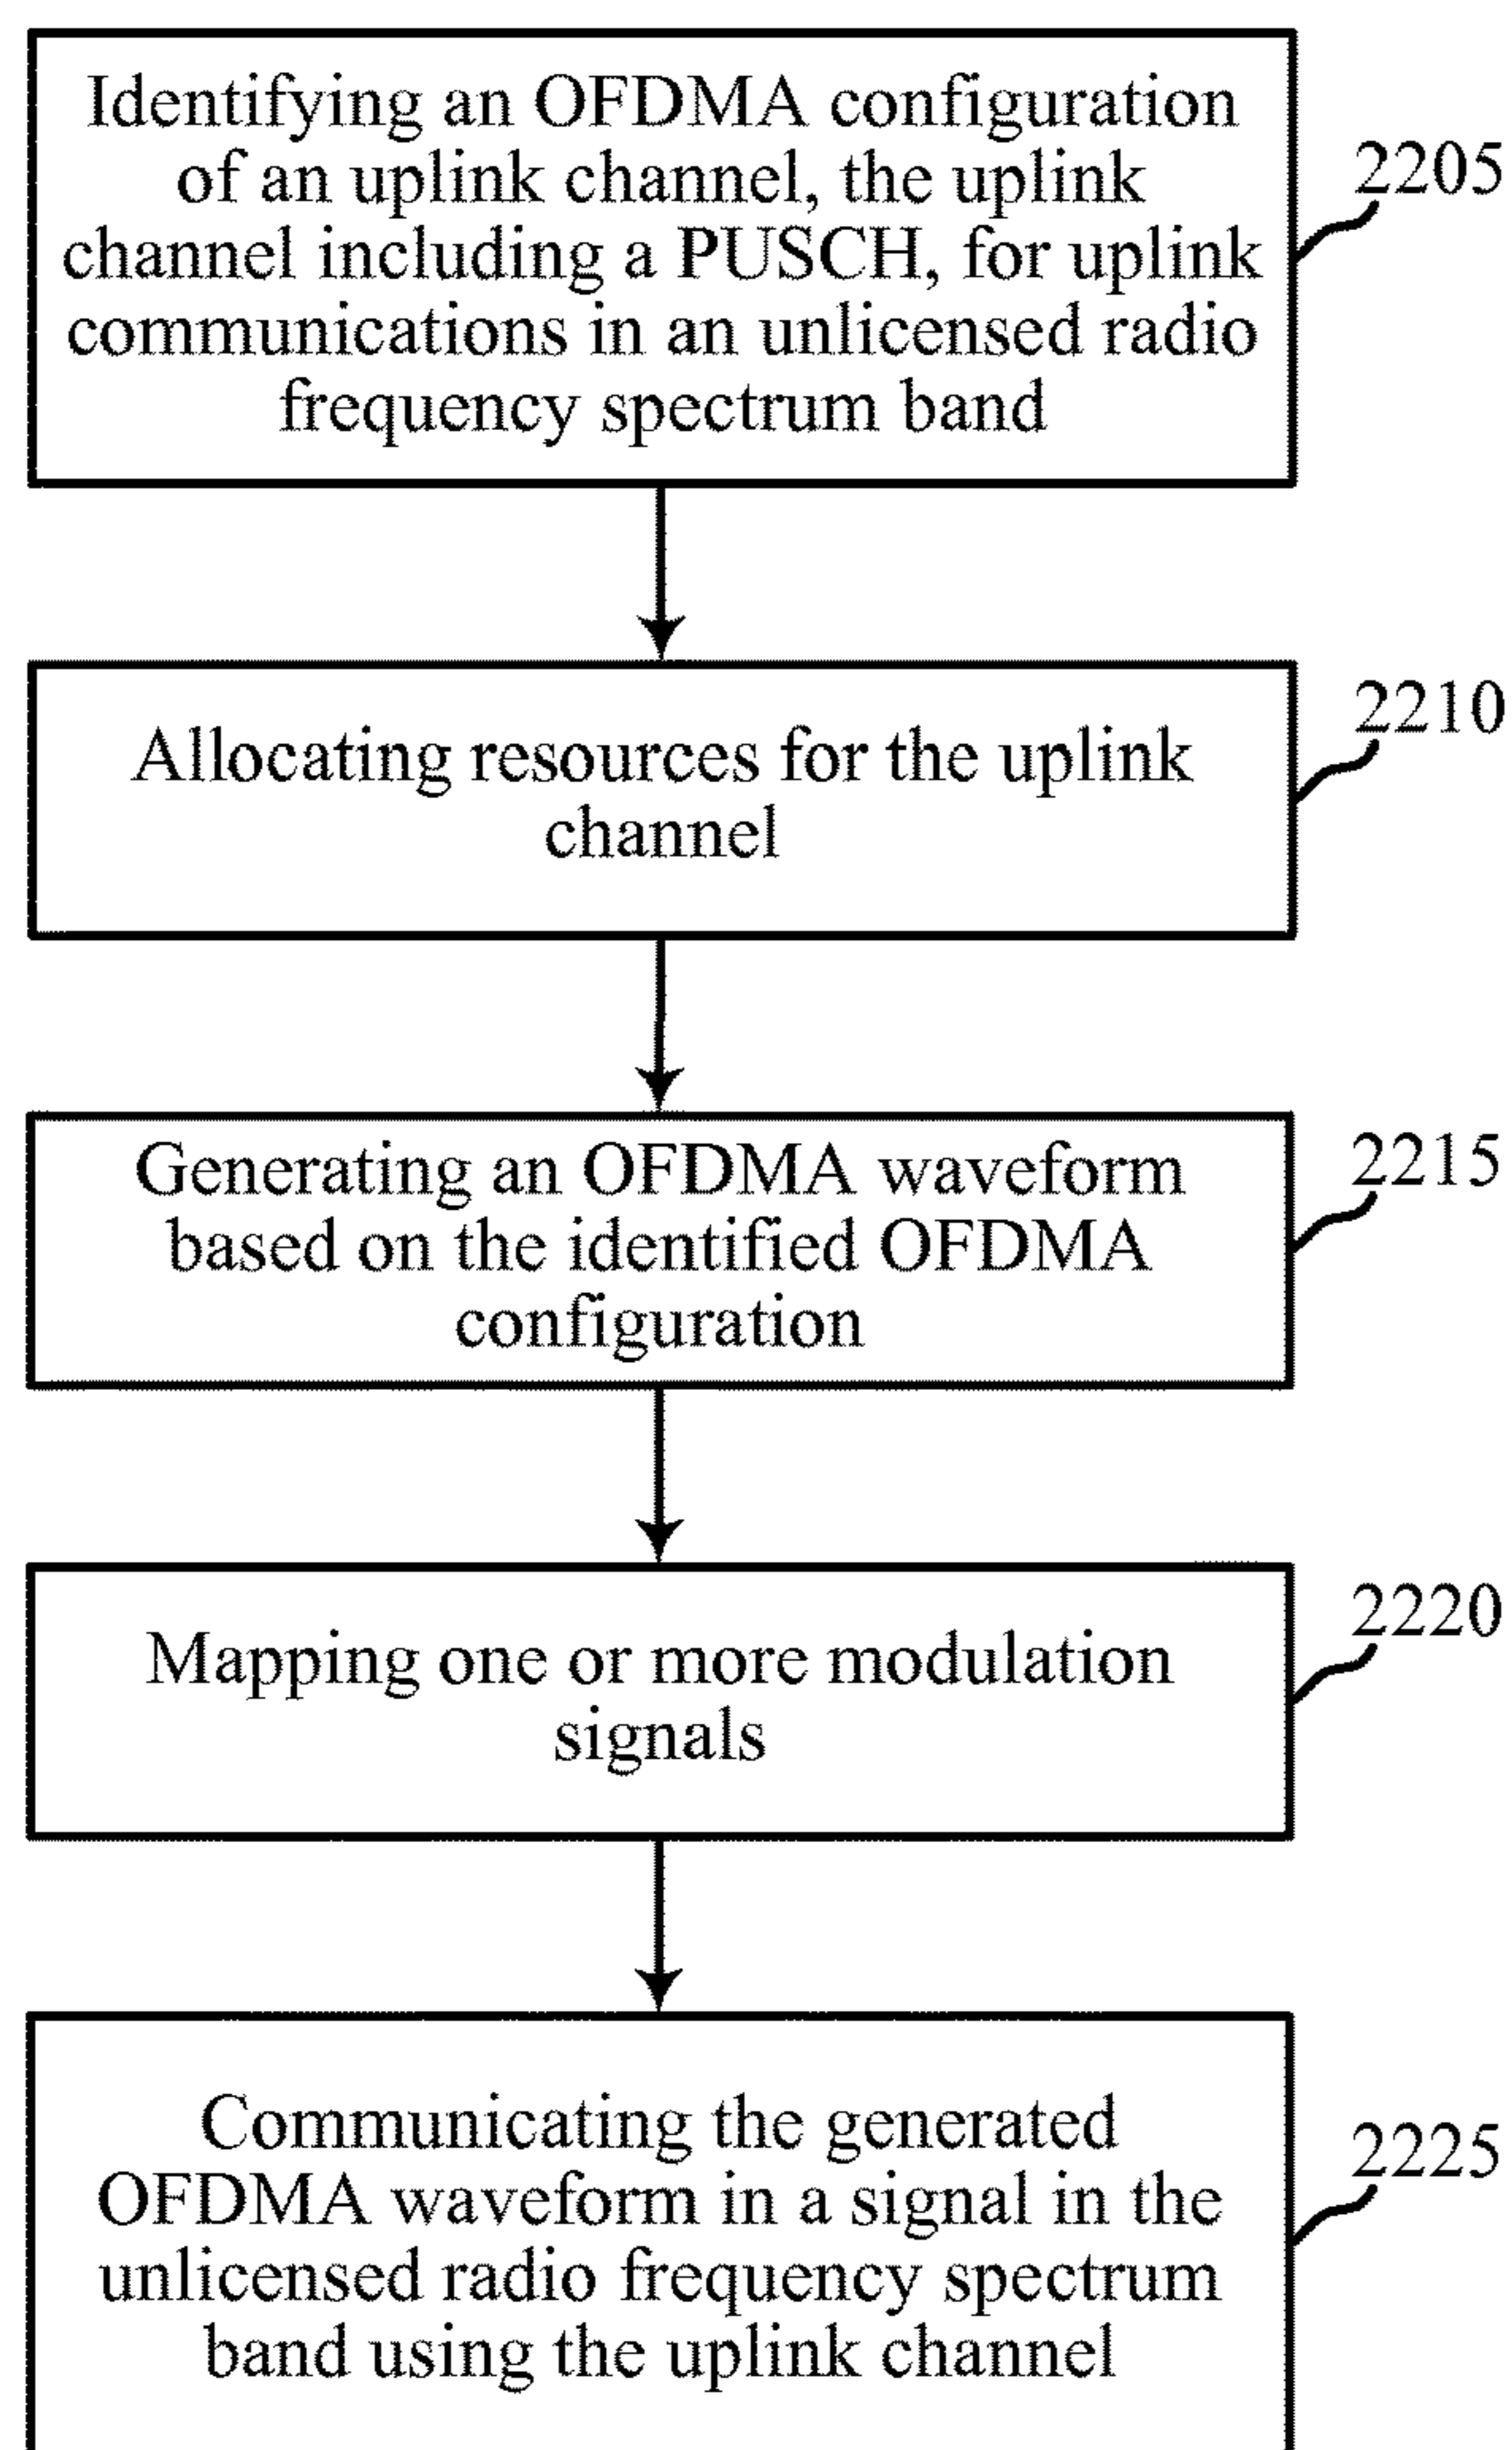 Identifying an OFDMA configuration
of an uplink channel, the uplink
channel including a PUSCH, for uplink
communications in an unlicensed radio
frequency spectrum band
2205
Allocating resources for the uplink
channel
2210
Generating an OFDMA waveform
based on the identified OFDMA
configuration
2215
Mapping one or more modulation
signals
2220
Communicating the generated
OFDMA waveform in a signal in the
unlicensed radio frequency spectrum
band using the uplink channel
2225